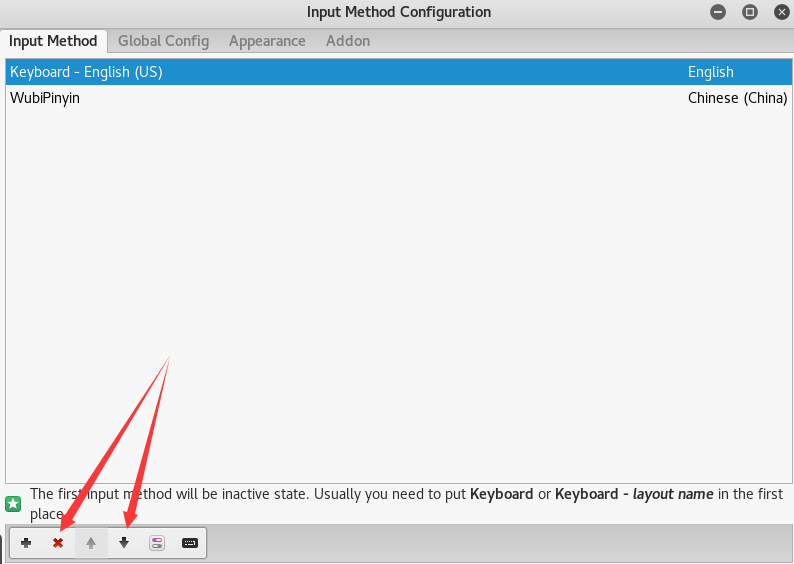 Input Method Configuration
Input Method Global Config Appearance Addon
Keyboard - English (US) English
WubiPinyin Chinese (China)
The first input method will be inactive state. Usually you need to put Keyboard or Keyboard - layout name in the first
place.